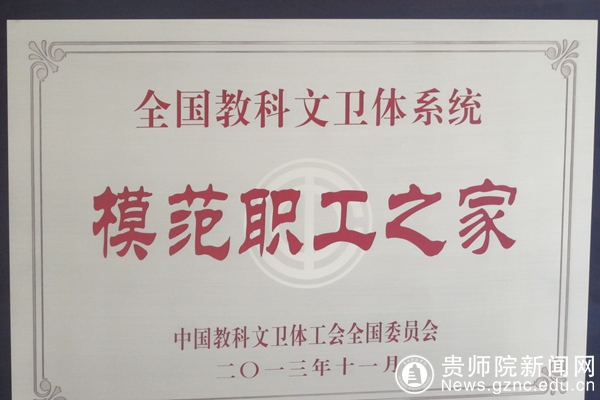 全国教科文卫体系统
模范职工之家
中国教科文卫体工会全国委员会
二〇一三年十一月
贵师院新闻网
News.gznc.edu.cn